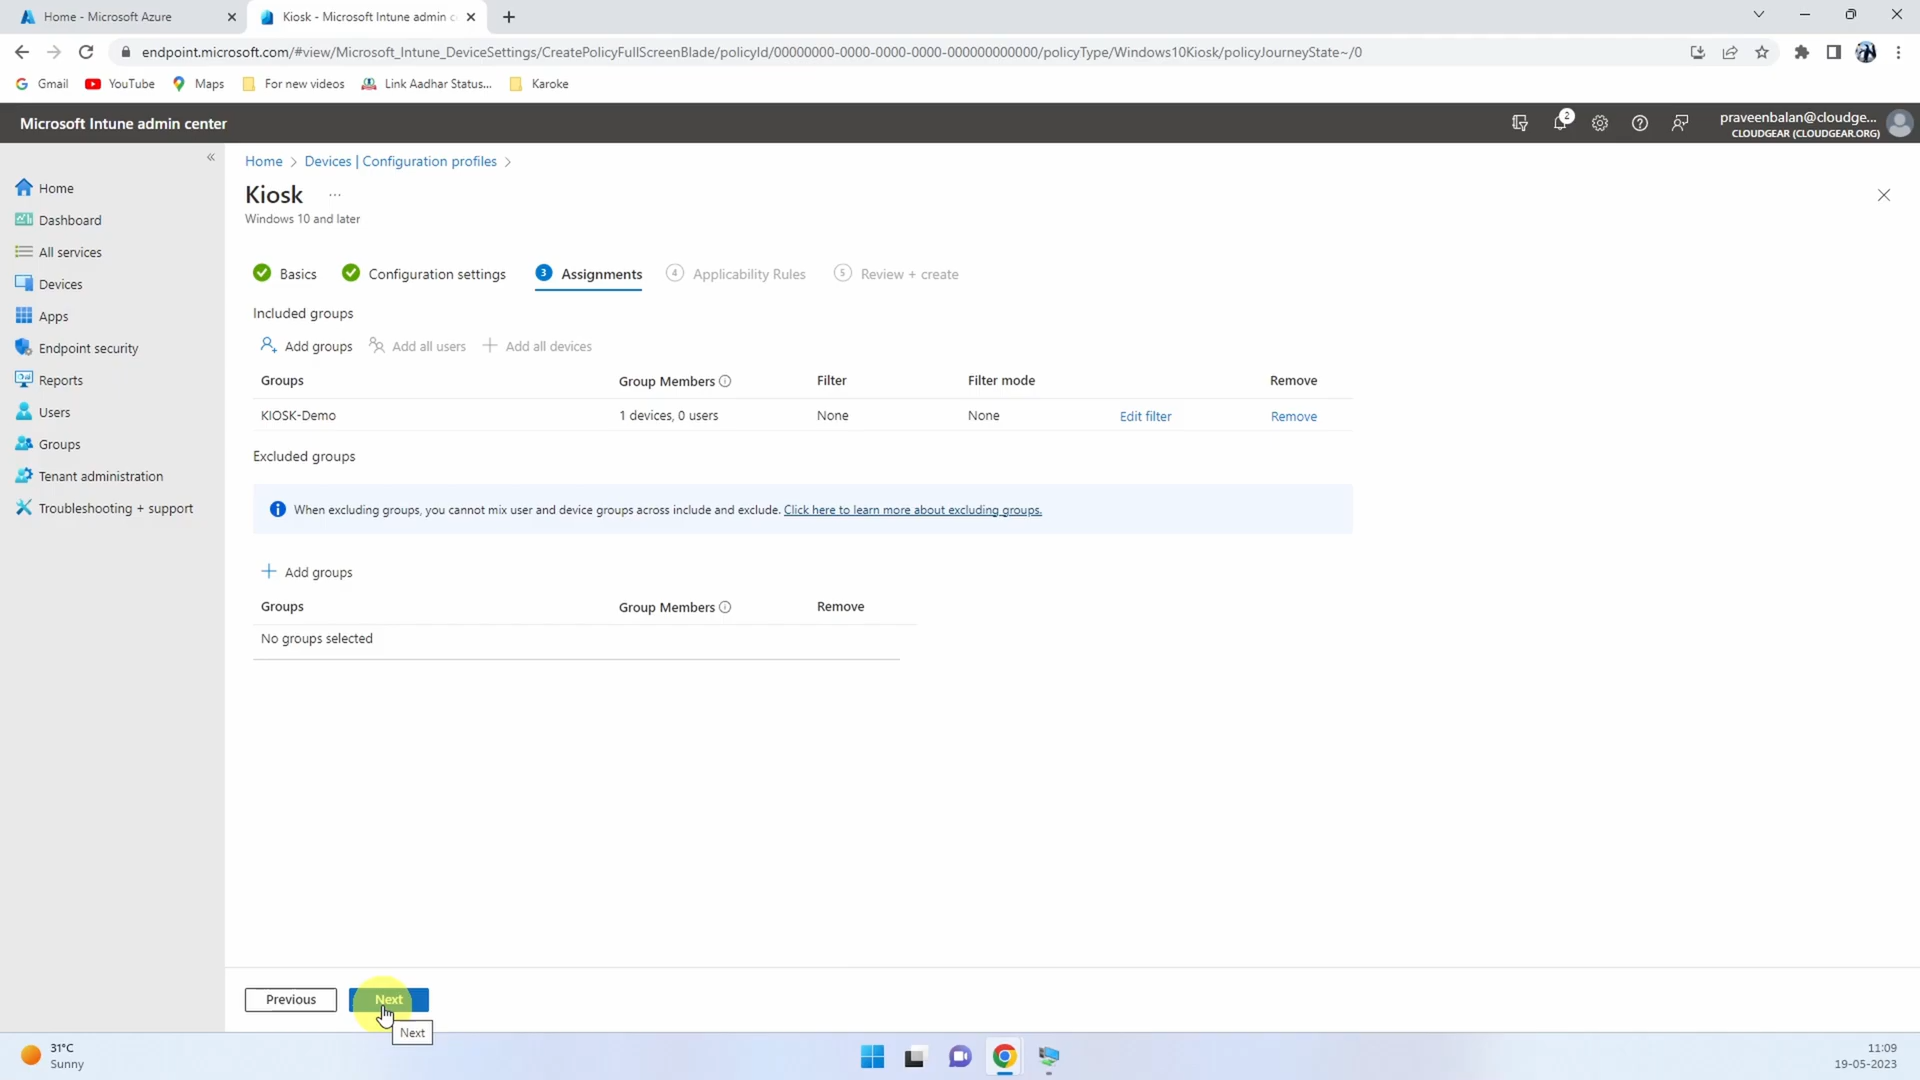 Home - Microsoft Azure
Kiosk - Microsoft Intune admin c
endpoint.microsoft.com/#view/Microsoft_Intune_DeviceSettings/CreatePolicyFullScreenBlade/policyId/00000000-0000-0000-0000-000000000000/policyType/Windows10Kiosk/policyJourneyState~/0
Gmail
YouTube
Maps
For new videos
Link Aadhar Status...
Karoke
Microsoft Intune admin center
2
praveenbalan@cloudge...
CLOUDGEAR (CLOUDGEAR.ORG)
Home
Dashboard
All services
Devices
Apps
Endpoint security
Reports
Users
Groups
Tenant administration
Troubleshooting + support
Home > Devices | Configuration profiles >
Kiosk ...
Windows 10 and later
Basics
Configuration settings
3 Assignments
4 Applicability Rules
5 Review + create
Included groups
Add groups
Add all users
Add all devices
Groups Group Members Filter Filter mode Remove
KIOSK-Demo 1 devices, 0 users None None Edit filter Remove
Excluded groups
When excluding groups, you cannot mix user and device groups across include and exclude. Click here to learn more about excluding groups.
Add groups
Groups Group Members Remove
No groups selected
Previous
Next
Next
31°C
Sunny
11:09
19-05-2023